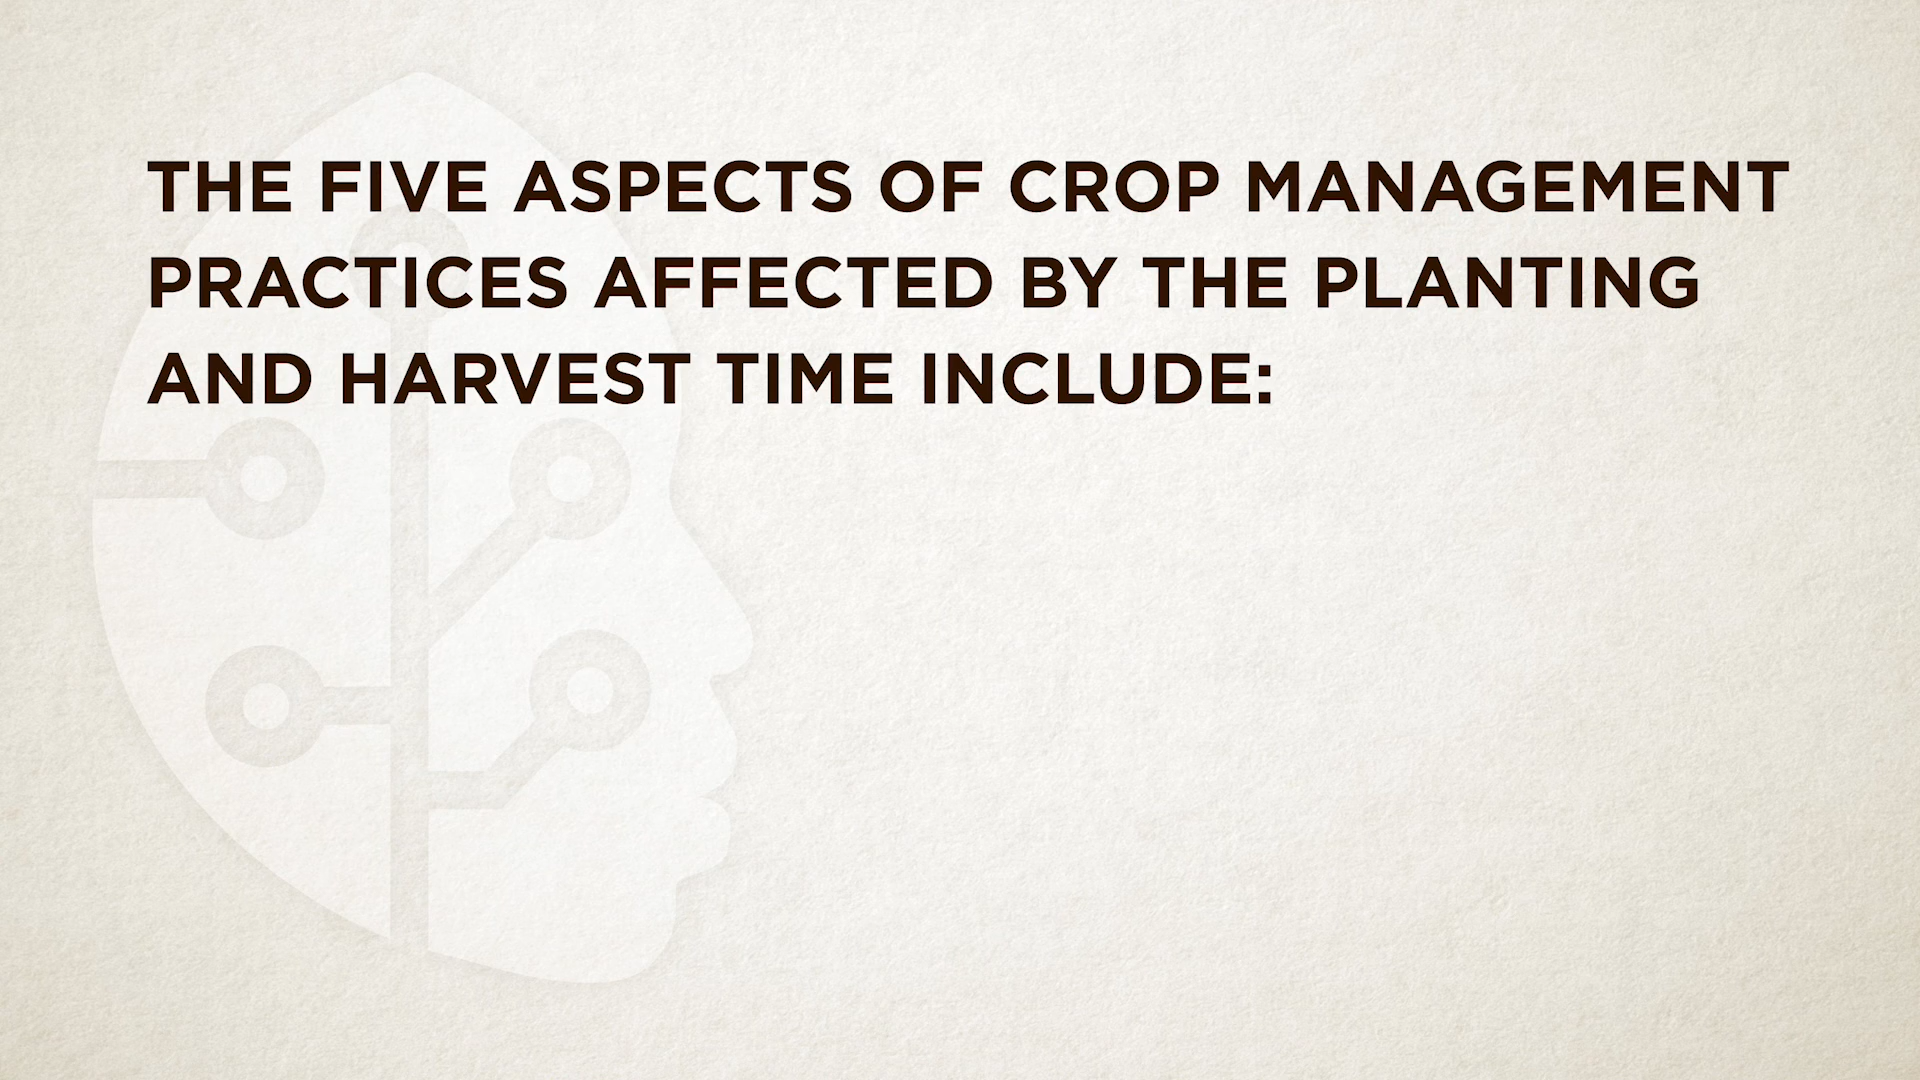 THE FIVE ASPECTS OF CROP MANAGEMENT
PRACTICES AFFECTED BY THE PLANTING
AND HARVEST TIME INCLUDE: